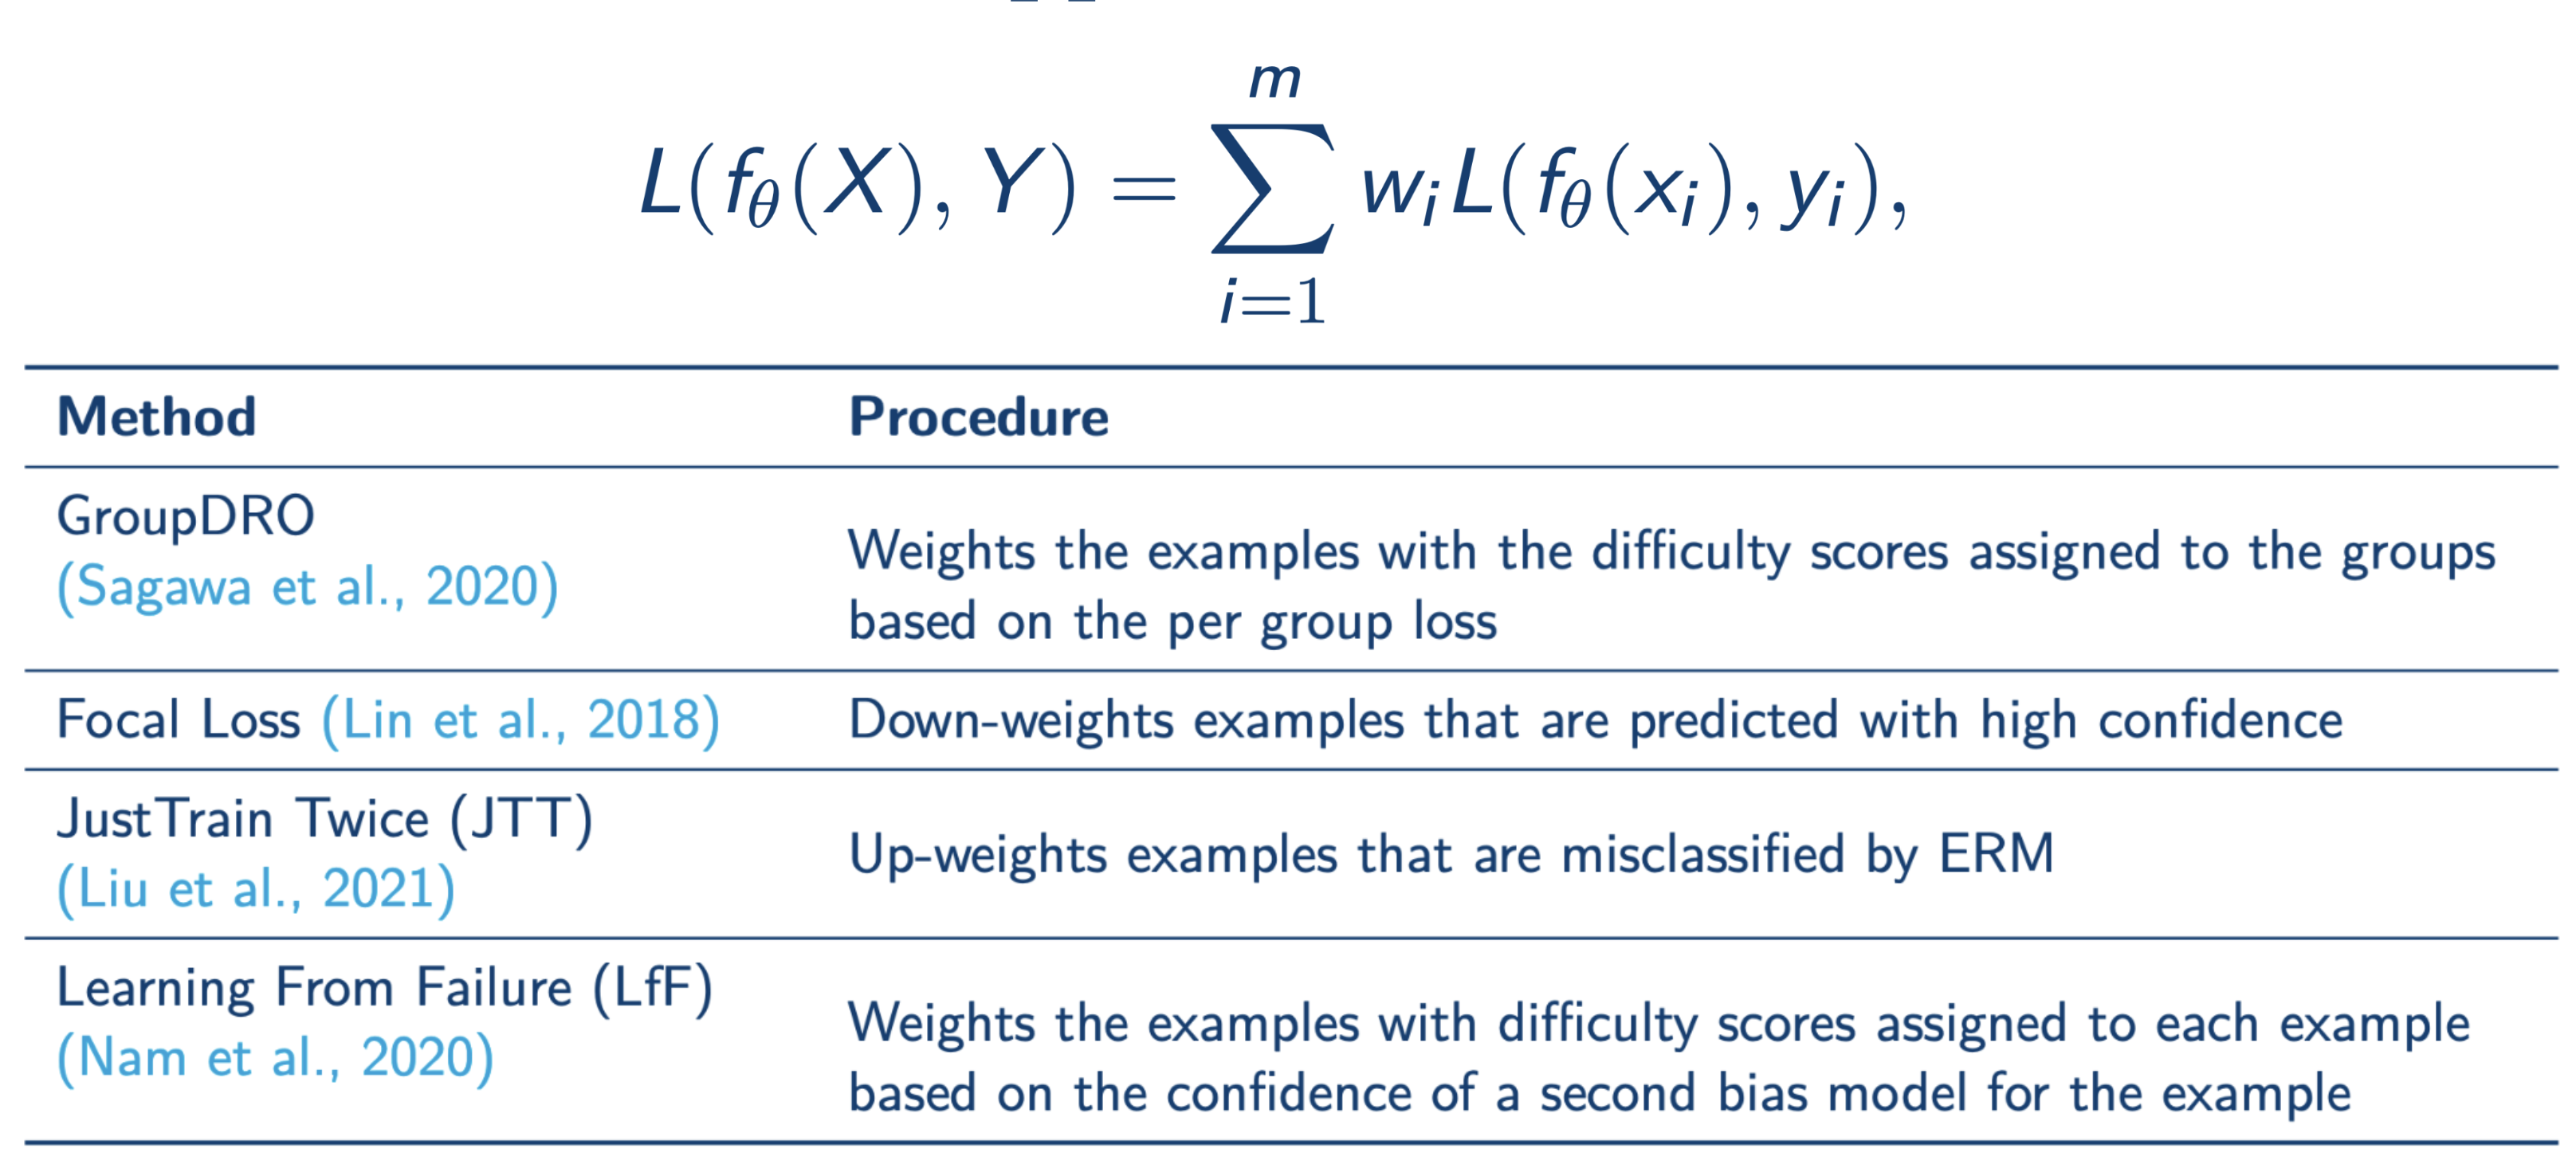 L(f_θ(X), Y) = \sum_{i=1}^{m} w_i L(f_θ(x_i), y_i),
Method Procedure
GroupDRO
(Sagawa et al., 2020)
Weights the examples with the difficulty scores assigned to the groups
based on the per group loss
Focal Loss (Lin et al., 2018) Down-weights examples that are predicted with high confidence
JustTrain Twice (JTT)
(Liu et al., 2021)
Up-weights examples that are misclassified by ERM
Learning From Failure (LfF)
(Nam et al., 2020)
Weights the examples with difficulty scores assigned to each example
based on the confidence of a second bias model for the example